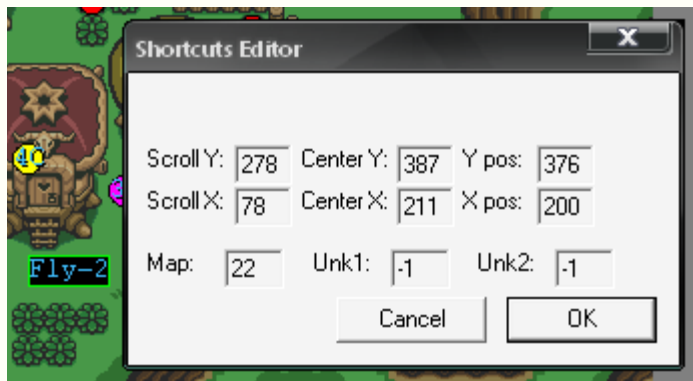 Shortcuts Editor
x
Scroll Y: 278 Center Y: 387 Y pos: 376
4C
Scroll X: 78 Center X: 211 X pos: 200
Fly-2
Map: 22 Unk1: -1 Unk2: -1
Cancel OK